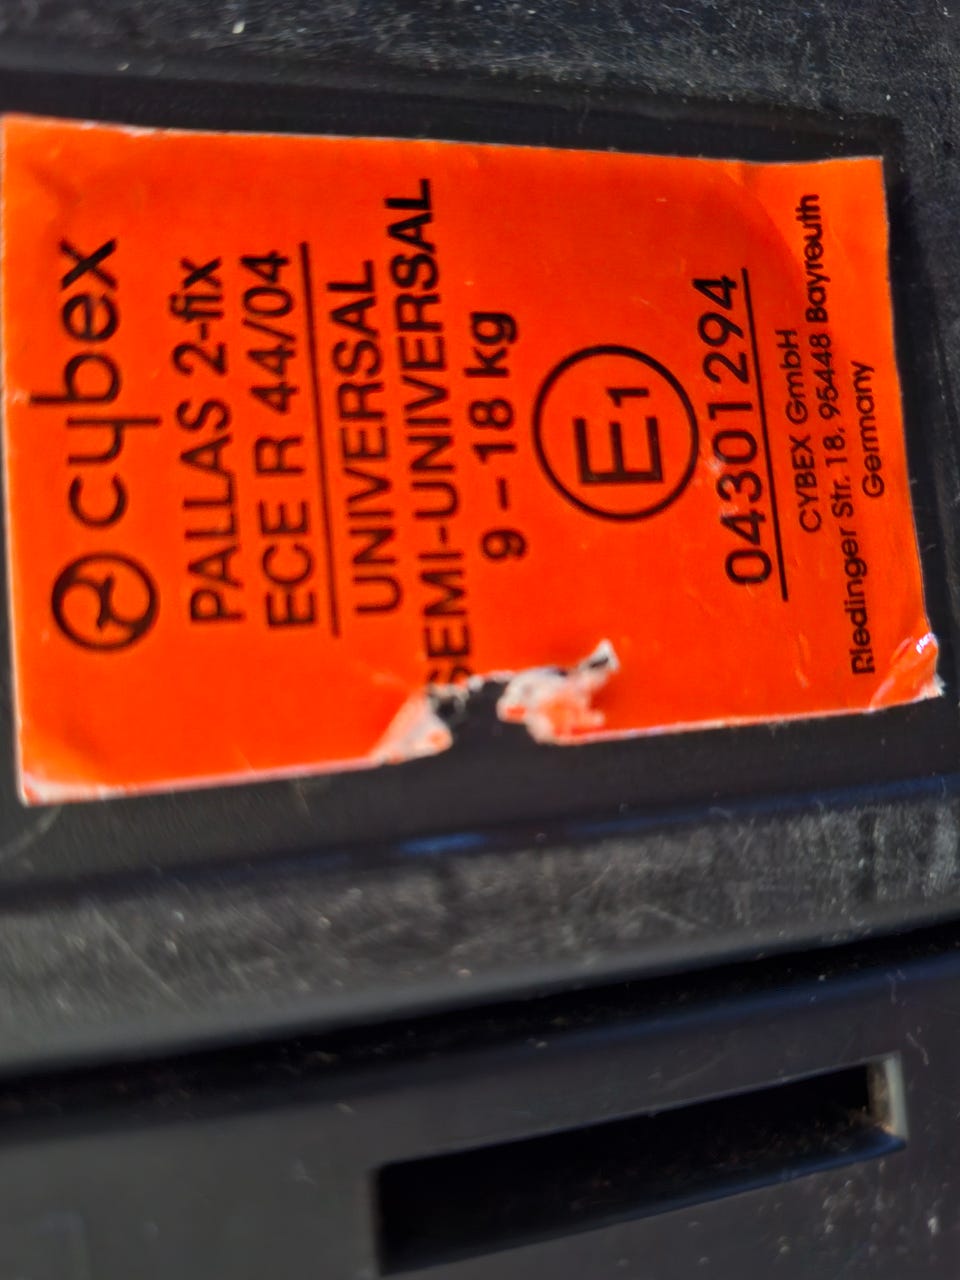 cybex
PALLAS 2-fix
ECE R 44/04
UNIVERSAL
SEMI-UNIVERSAL
9 – 18 kg
E1
04301294
CYBEX GmbH
Riedinger Str. 18, 95448 Bayreuth
Germany